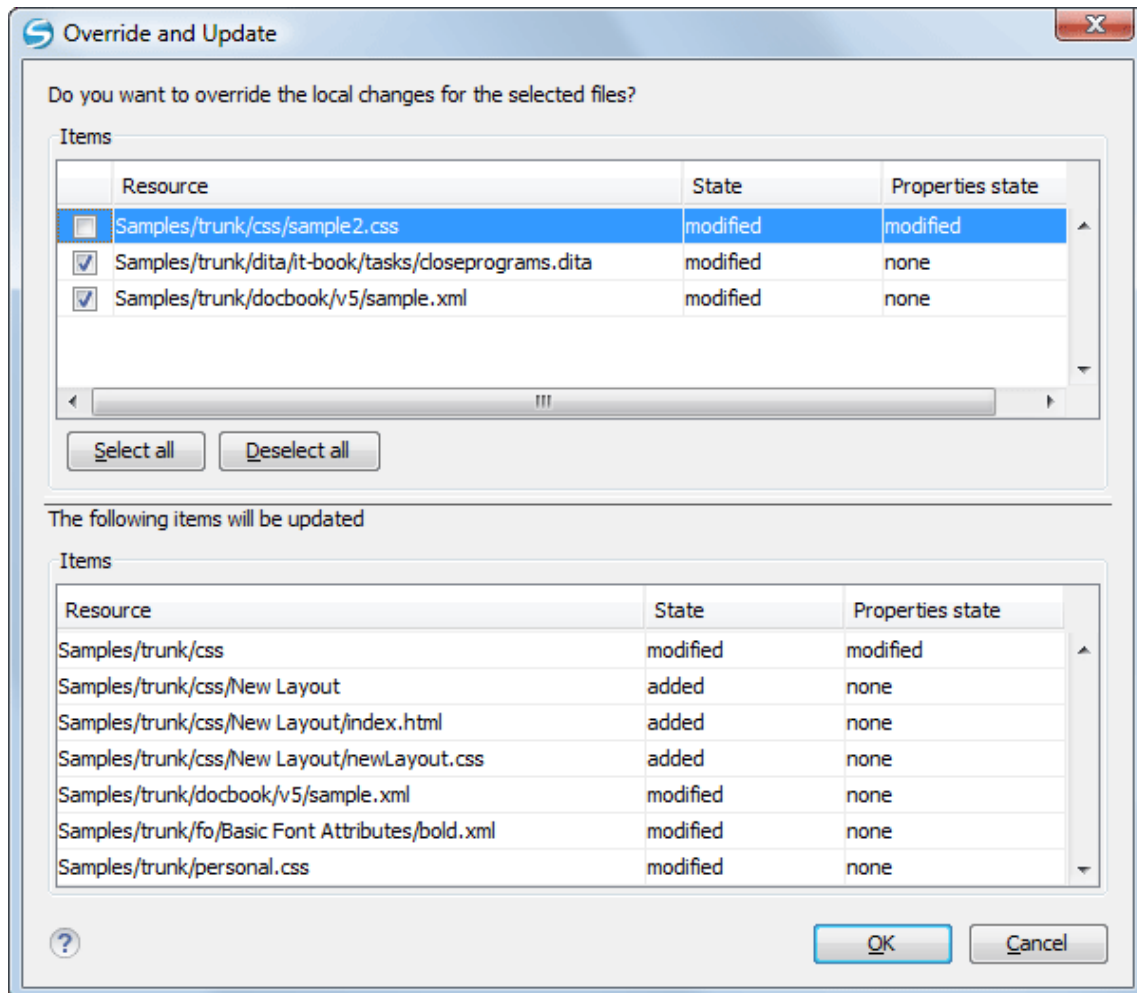 Override and Update
Do you want to override the local changes for the selected files?
Items
Resource State Properties state
Samples/trunk/css/sample2.css modified modified
Samples/trunk/dita/it-book/tasks/closeprograms.dita modified none
Samples/trunk/docbook/v5/sample.xml modified none
Select all Deselect all
The following items will be updated
Items
Resource State Properties state
Samples/trunk/css modified modified
Samples/trunk/css/New Layout added none
Samples/trunk/css/New Layout/index.html added none
Samples/trunk/css/New Layout/newLayout.css added none
Samples/trunk/docbook/v5/sample.xml modified none
Samples/trunk/fo/Basic Font Attributes/bold.xml modified none
Samples/trunk/personal.css modified none
? OK Cancel